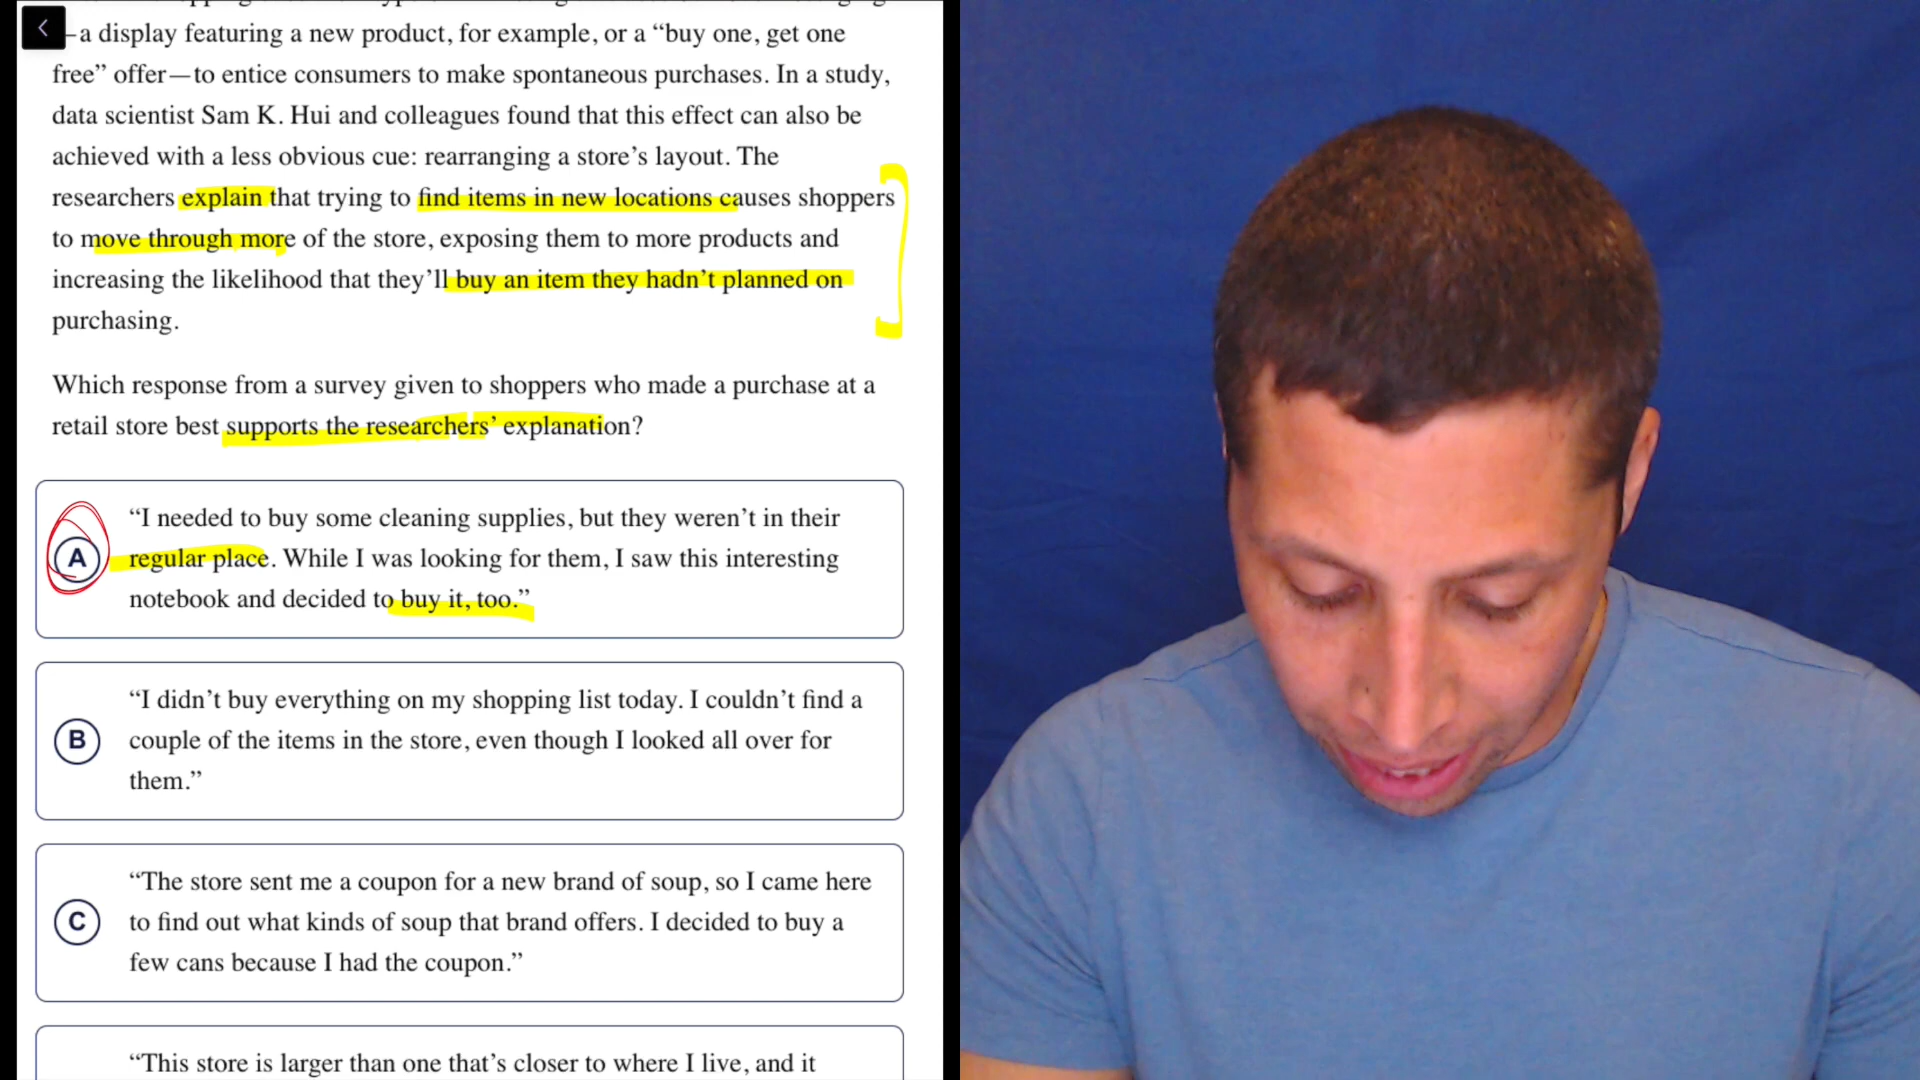 —a display featuring a new product, for example, or a “buy one, get one
free” offer—to entice consumers to make spontaneous purchases. In a study,
data scientist Sam K. Hui and colleagues found that this effect can also be
achieved with a less obvious cue: rearranging a store’s layout. The
researchers explain that trying to find items in new locations causes shoppers
to move through more of the store, exposing them to more products and
increasing the likelihood that they’ll buy an item they hadn’t planned on
purchasing.
Which response from a survey given to shoppers who made a purchase at a
retail store best supports the researchers’ explanation?
A
“I needed to buy some cleaning supplies, but they weren’t in their
regular place. While I was looking for them, I saw this interesting
notebook and decided to buy it, too.”
B
“I didn’t buy everything on my shopping list today. I couldn’t find a
couple of the items in the store, even though I looked all over for
them.”
C
“The store sent me a coupon for a new brand of soup, so I came here
to find out what kinds of soup that brand offers. I decided to buy a
few cans because I had the coupon.”
“This store is larger than one that’s closer to where I live, and it